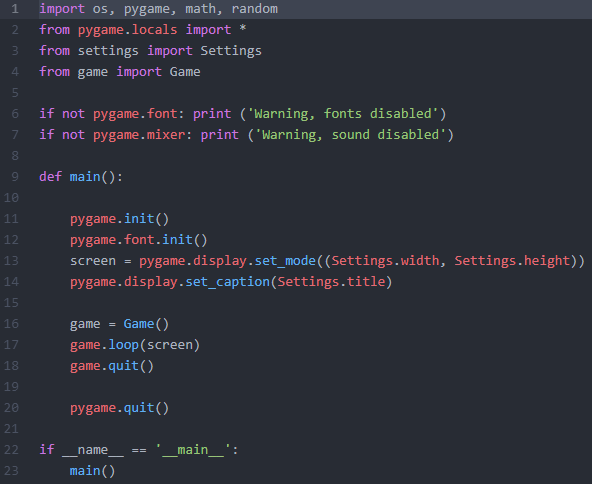 1 import os, pygame, math, random
2 from pygame.locals import *
3 from settings import Settings
4 from game import Game
5
6 if not pygame.font: print ('Warning, fonts disabled')
7 if not pygame.mixer: print ('Warning, sound disabled')
8
9 def main():
10
11     pygame.init()
12     pygame.font.init()
13     screen = pygame.display.set_mode((Settings.width, Settings.height))
14     pygame.display.set_caption(Settings.title)
15
16     game = Game()
17     game.loop(screen)
18     game.quit()
19
20     pygame.quit()
21
22 if __name__ == '__main__':
23     main()